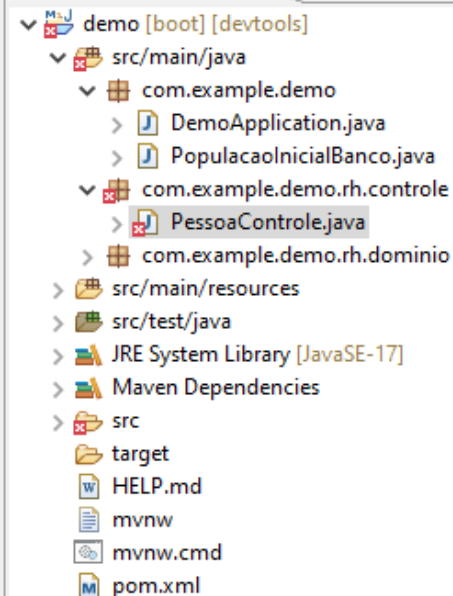 demo [boot] [devtools]
src/main/java
com.example.demo
DemoApplication.java
PopulacaoInicialBanco.java
com.example.demo.rh.controle
PessoaControle.java
com.example.demo.rh.dominio
src/main/resources
src/test/java
JRE System Library [JavaSE-17]
Maven Dependencies
src
target
HELP.md
mvnw
mvnw.cmd
pom.xml